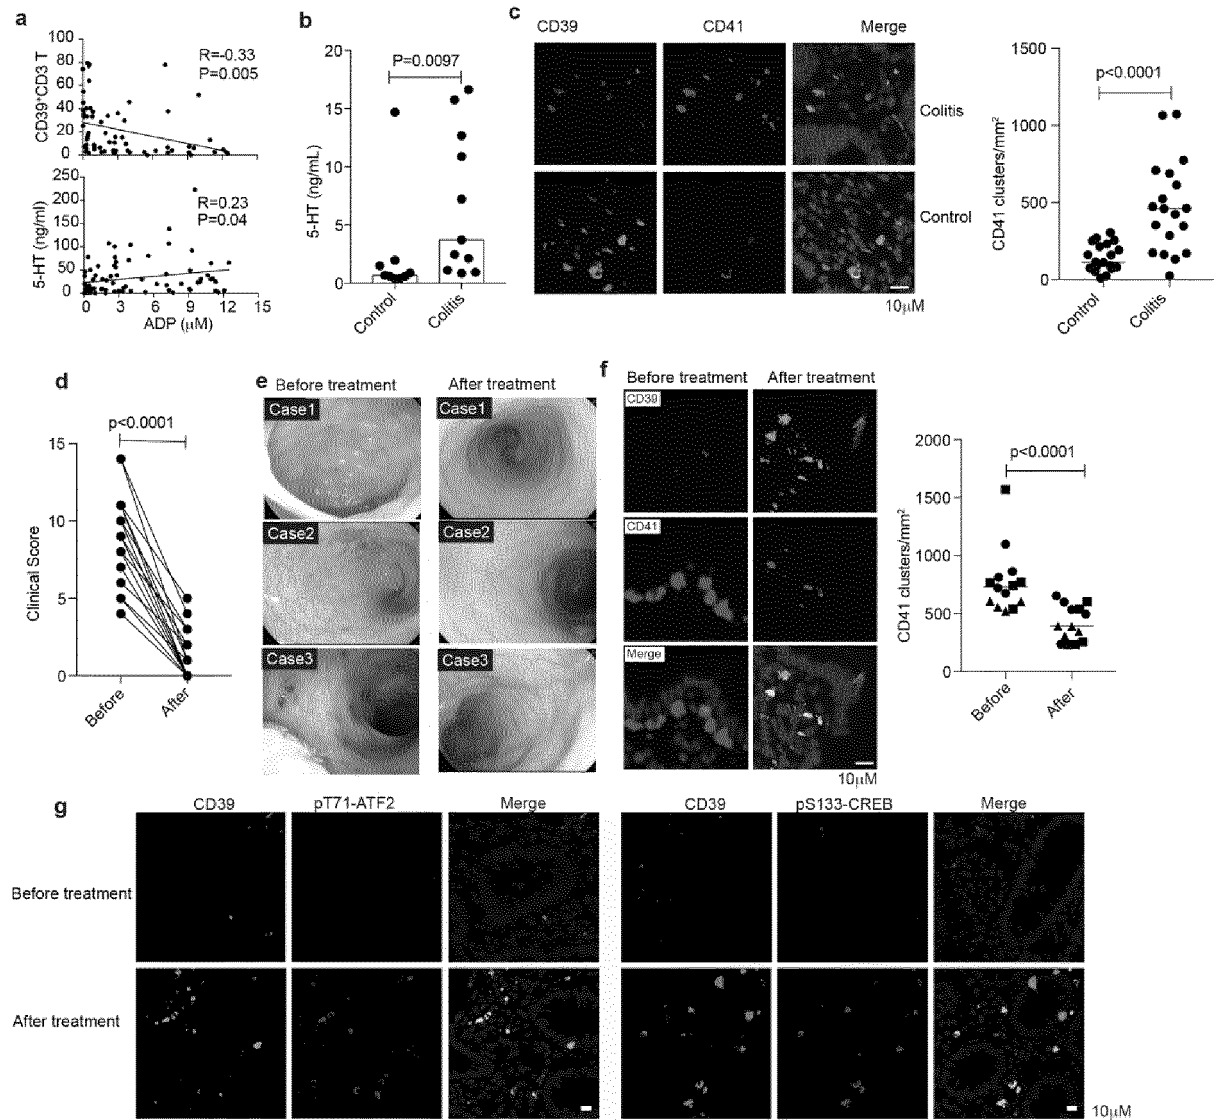 a
CD39+CD3 T
100
80
60
40
20
0
R=-0.33
P=0.005
0 3 6 9 12 15
5-HT (ng/ml)
250
200
150
100
50
0
R=0.23
P=0.04
0 3 6 9 12 15
ADP (μM)
b
5-HT (ng/mL)
20
15
10
5
0
P=0.0097
Control
Colitis
c
CD39 CD41 Merge
Colitis
Control
10μM
CD41 clusters/mm²
1500
1000
500
0
p<0.0001
Control
Colitis
d
Clinical Score
15
10
5
0
p<0.0001
Before
After
e
Before treatment After treatment
Case1 Case1
Case2 Case2
Case3 Case3
f
Before treatment After treatment
CD39
CD41
Merge
10μM
CD41 clusters/mm²
2000
1500
1000
500
0
p<0.0001
Before
After
g
CD39 pT71-ATF2 Merge CD39 pS133-CREB Merge
Before treatment
After treatment
10μM